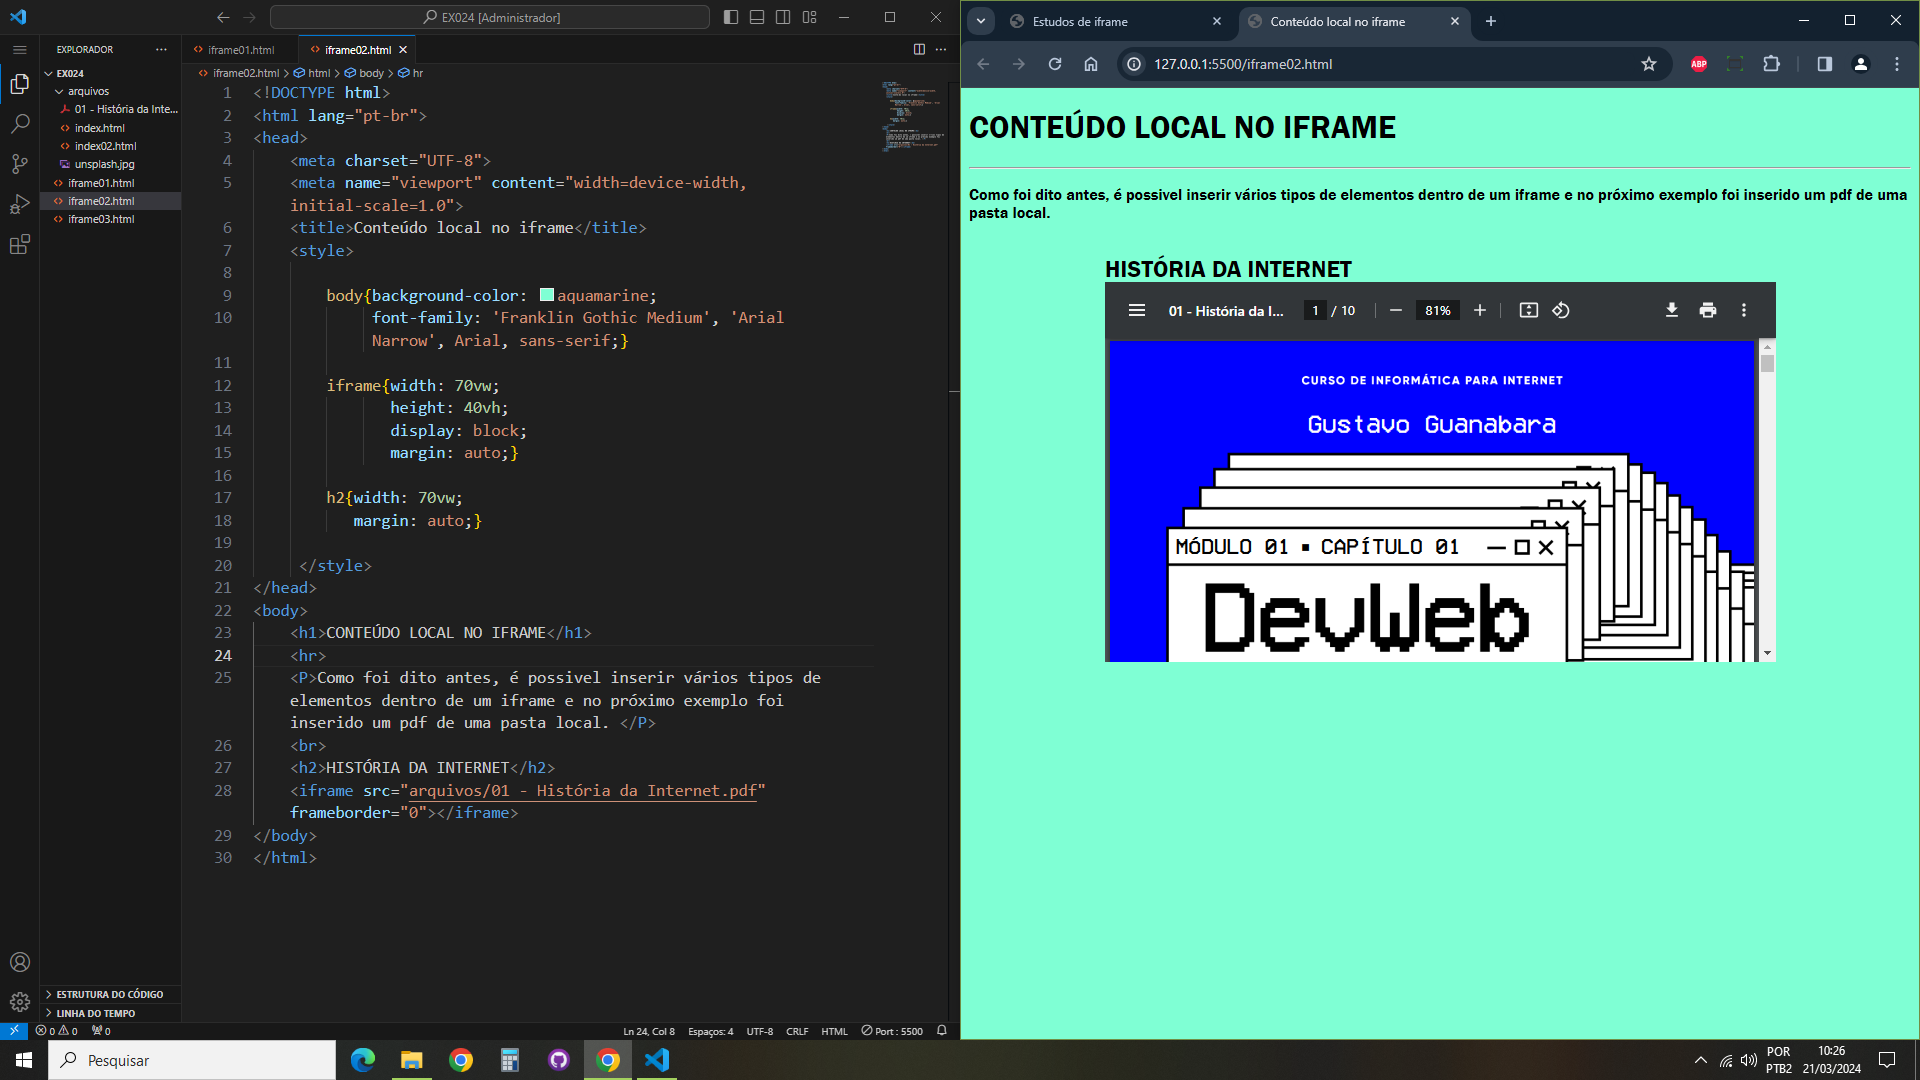 EX024 [Administrador]
EXPLORADOR
EX024
arquivos
01 - História da Inte...
index.html
index02.html
unsplash.jpg
iframe01.html
iframe02.html
iframe03.html
ESTRUTURA DO CÓDIGO
LINHA DO TEMPO
iframe01.html
iframe02.html
iframe02.html > html > body > hr
1 <!DOCTYPE html>
2 <html lang="pt-br">
3 <head>
4 <meta charset="UTF-8">
5 <meta name="viewport" content="width=device-width,
initial-scale=1.0">
6 <title>Conteúdo local no iframe</title>
7 <style>
8
9 body{background-color: aquamarine;
10 font-family: 'Franklin Gothic Medium', 'Arial
Narrow', Arial, sans-serif;}
11
12 iframe{width: 70vw;
13 height: 40vh;
14 display: block;
15 margin: auto;}
16
17 h2{width: 70vw;
18 margin: auto;}
19
20 </style>
21 </head>
22 <body>
23 <h1>CONTEÚDO LOCAL NO IFRAME</h1>
24 <hr>
25 <P>Como foi dito antes, é possivel inserir vários tipos de
elementos dentro de um iframe e no próximo exemplo foi
inserido um pdf de uma pasta local. </P>
26 <br>
27 <h2>HISTÓRIA DA INTERNET</h2>
28 <iframe src="arquivos/01 - História da Internet.pdf"
frameborder="0"></iframe>
29 </body>
30 </html>
0 0 0
Ln 24, Col 8 Espaços: 4 UTF-8 CRLF HTML Port : 5500
Estudos de iframe
Conteúdo local no iframe
127.0.0.1:5500/iframe02.html
ABP
CONTEÚDO LOCAL NO IFRAME
Como foi dito antes, é possivel inserir vários tipos de elementos dentro de um iframe e no próximo exemplo foi inserido um pdf de uma
pasta local.
HISTÓRIA DA INTERNET
01 - História da I... 1 / 10 81%
CURSO DE INFORMÁTICA PARA INTERNET
Gustavo Guanabara
MÓDULO 01 ▪ CAPÍTULO 01
DevWeb
Pesquisar
POR
PTB2
10:26
21/03/2024